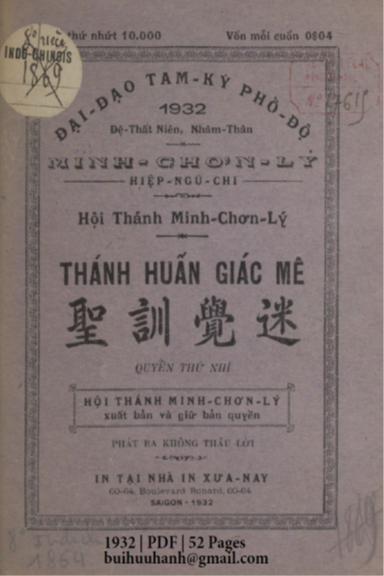 thứ nhứt 10.000 Vốn mỗi cuốn 0$04
INDO-CHINOIS
1869
ĐẠI-ĐẠO TAM-KỲ PHỔ-ĐỘ
1932
Đệ-Thất Niên, Nhâm-Thân
MINH-CHƠN-LÝ
HIỆP-NGŨ-CHI
Hội Thánh Minh-Chơn-Lý
THÁNH HUẤN GIÁC MÊ
聖訓覺迷
QUYỂN THỨ NHÌ
HỘI THÁNH MINH-CHƠN-LÝ
xuất bản và giữ bản quyền
PHÁT RA KHÔNG THÂU LỜI
IN TẠI NHÀ IN XƯA-NAY
60-64, Boulevard Bonard, 60-64
SAIGON - 1932
1932 | PDF | 52 Pages
buihuuhanh@gmail.com